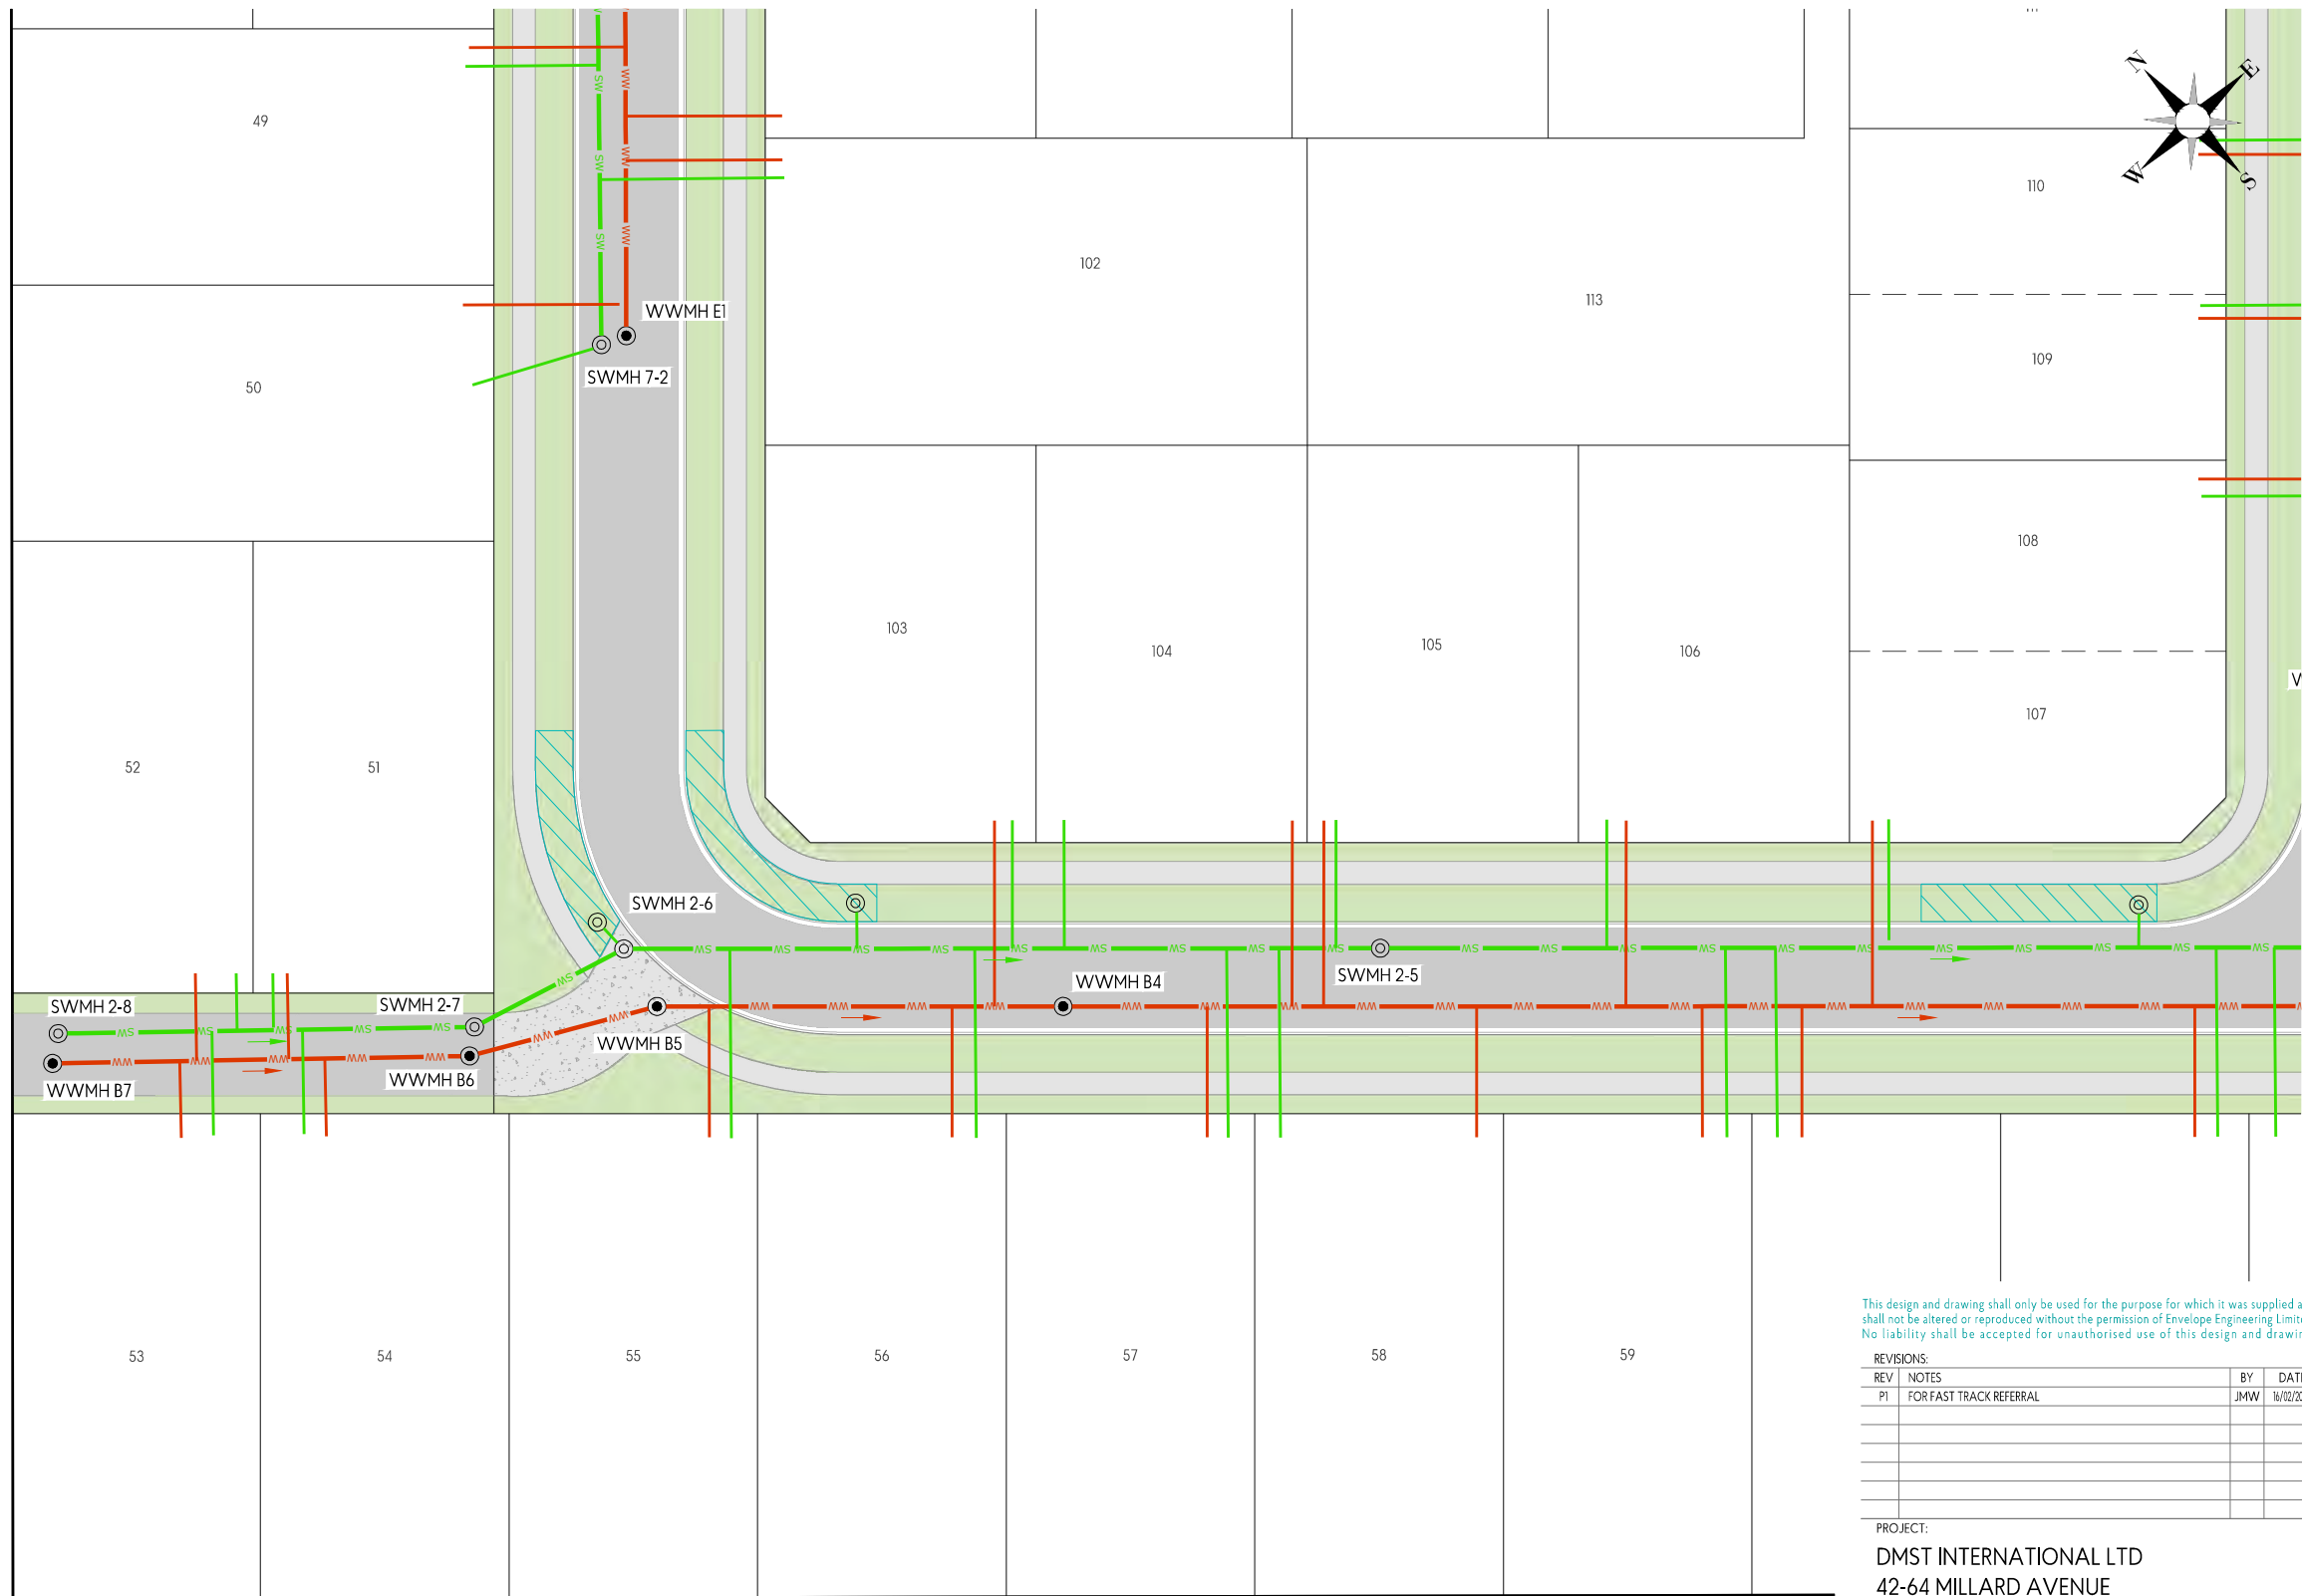 49
N
E
W
S
110
102
113
WWMH E1
109
SWMH 7-2
50
108
103
104
105
106
107
52
51
SWMH 2-6
WWMH B4
SWMH 2-5
SWMH 2-8
SWMH 2-7
WWMH B5
WWMH B6
WWMH B7
SW
WW
53
54
55
56
57
58
59
This design and drawing shall only be used for the purpose for which it was supplied
shall not be altered or reproduced without the permission of Envelope Engineering
No liability shall be accepted for unauthorised use of this design and
REVISIONS:
REV NOTES BY
P1 FOR FAST TRACK REFERRAL JMW 16/02/20
PROJECT:
DMST INTERNATIONAL LTD
42-64 MILLARD AVENUE